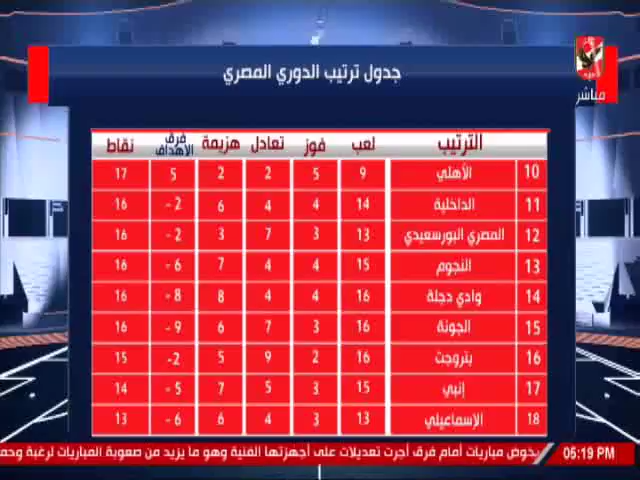 جدول ترتيب الدوري المصري
مباشر
الترتيب لعب فوز تعادل هزيمة فرق الأهداف نقاط
10 الأهلي 9 5 2 2 5 17
11 الداخلية 14 4 4 6 2 - 16
12 المصري البورسعيدي 13 3 7 3 2 - 16
13 النجوم 15 4 4 7 6 - 16
14 وادي دجلة 16 4 4 8 8 - 16
15 الجونة 16 3 7 6 9 - 16
16 بتروجت 16 2 9 5 2- 15
17 إنبي 15 3 5 7 5 - 14
18 الإسماعيلي 13 3 4 6 6 - 13
يخوض مباريات أمام فرق أجرت تعديلات على أجهزتها الفنية وهو ما يزيد من صعوبة المباريات لرغبة
05:19 PM